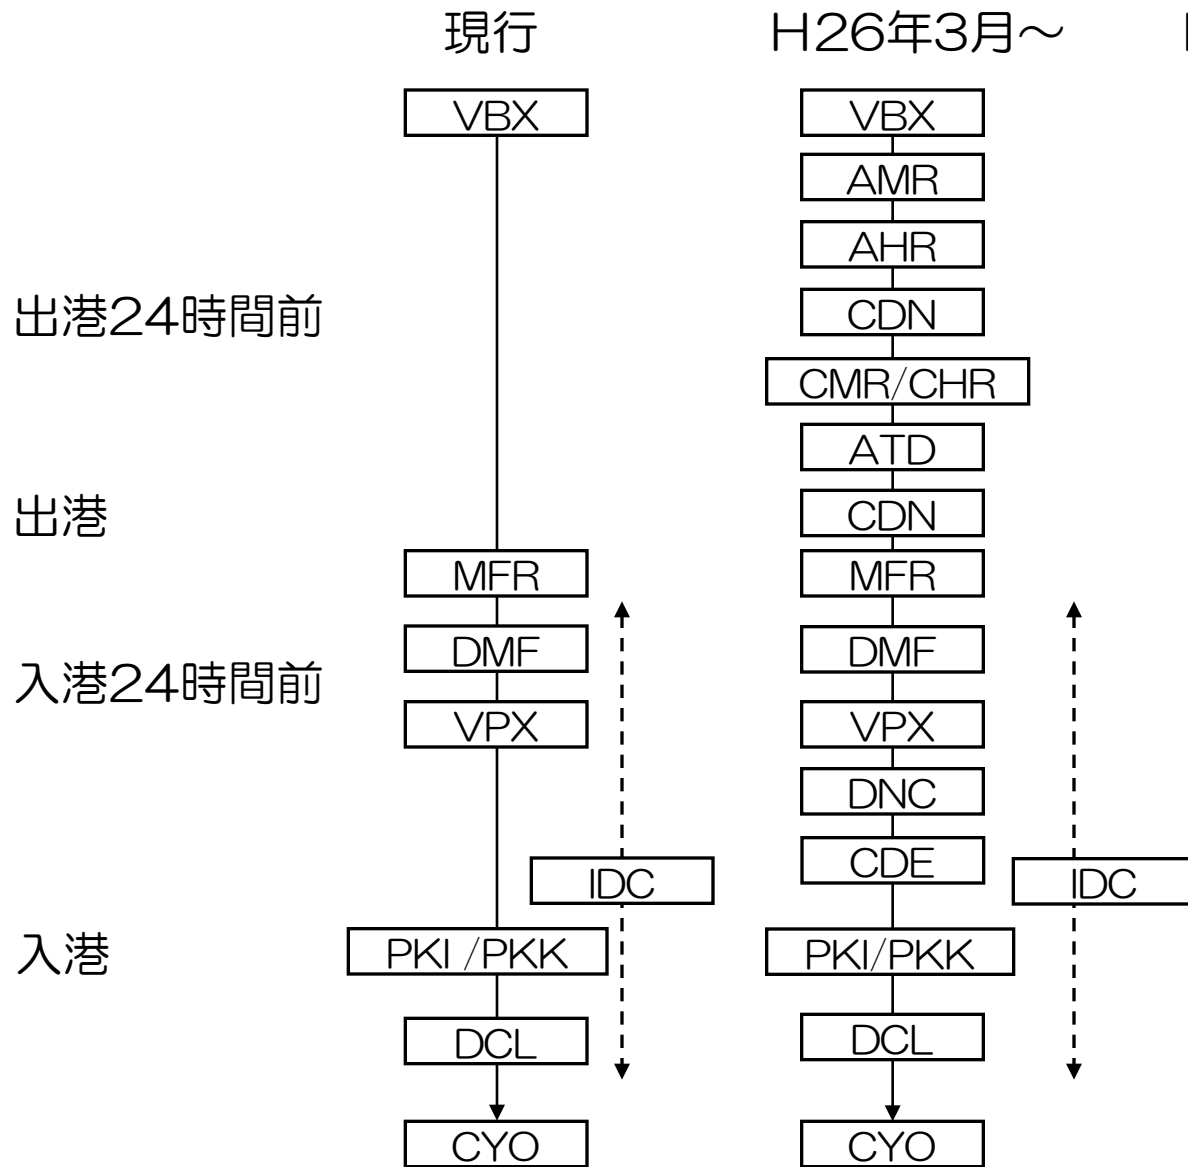 現行 H26年3月～
VBX VBX
AMR
AHR
出港24時間前 CDN
CMR/CHR
ATD
出港 CDN
MFR MFR
DMF DMF
入港24時間前
VPX VPX
DNC
CDE
IDC IDC
入港 PKI /PKK PKI/PKK
DCL DCL
CYO CYO